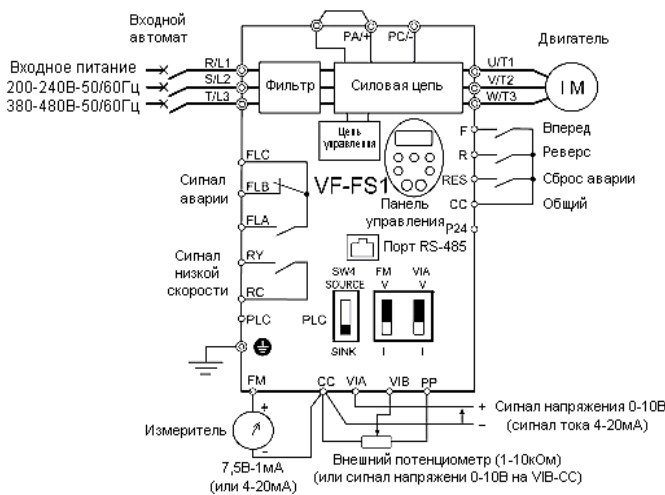 Входной
автомат
PA/+
PC/-
Двигатель
Входное питание
200-240В-50/60Гц
380-480В-50/60Гц
R/L1
S/L2
T/L3
Фильтр
Силовая цепь
U/T1
V/T2
W/T3
I M
Цепь
управления
F
Вперед
R
Реверс
RES
Сброс аварии
CC
Общий
P24
FLC
FLB
FLA
Сигнал
аварии
VF-FS1
Панель
управления
Порт RS-485
Сигнал
низкой
скорости
RY
RC
PLC
PLC
SW4
SOURCE
SINK
FM
V
I
VIA
V
I
FM
CC
VIA
VIB
PP
+
−
Измеритель
7,5В-1мА
(или 4-20мА)
+ Сигнал напряжения 0-10В
− (сигнал тока 4-20мА)
Внешний потенциометр (1-10кОм)
(или сигнал напряжени 0-10В на VIB-CC)